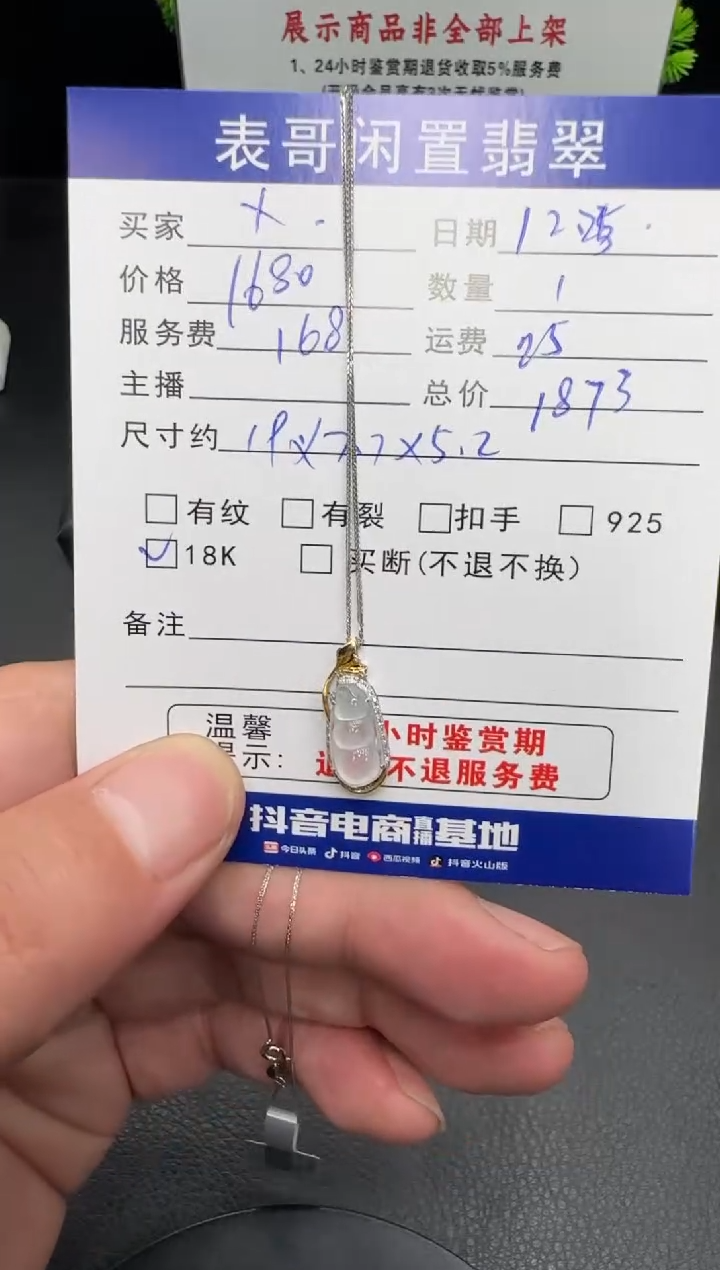 展示商品非全部上架
1、24小时鉴赏期退货收取5%服务费
表哥闲置翡翠
买家 X. 日期 12.25.
价格 1680 数量 1
服务费 168 运费 25
主播 总价 1873
尺寸约 19x7.7x5.2
有纹 有裂 扣手 925
18K 买断(不退不换)
备注
温馨 小时鉴赏期
提示: 不退服务费
抖音电商直播基地
今日头条 抖音 西瓜视频 抖音火山版